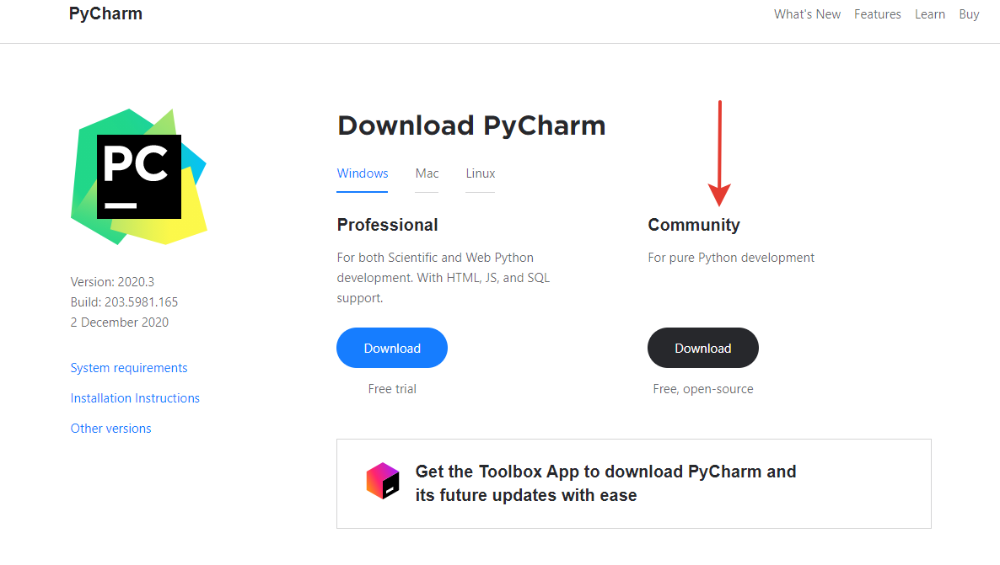 PyCharm
What's New Features Learn Buy
PC
Download PyCharm
Windows Mac Linux
Professional
For both Scientific and Web Python
development. With HTML, JS, and SQL
support.
Download
Free trial
Community
For pure Python development
Download
Free, open-source
Version: 2020.3
Build: 203.5981.165
2 December 2020
System requirements
Installation Instructions
Other versions
Get the Toolbox App to download PyCharm and
its future updates with ease